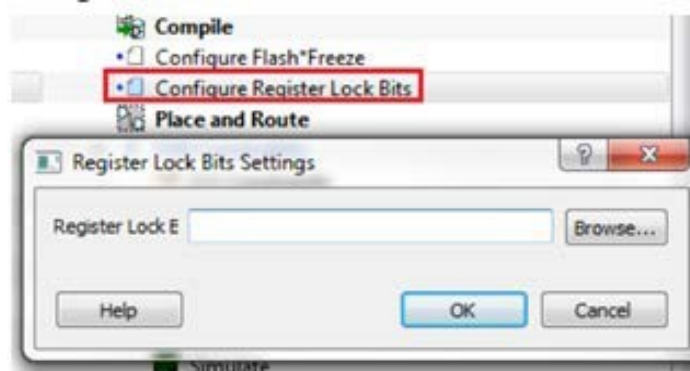 Compile
Configure Flash*Freeze
Configure Register Lock Bits
Place and Route
Register Lock Bits Settings
Register Lock E
Browse...
Help
OK
Cancel
Simulate